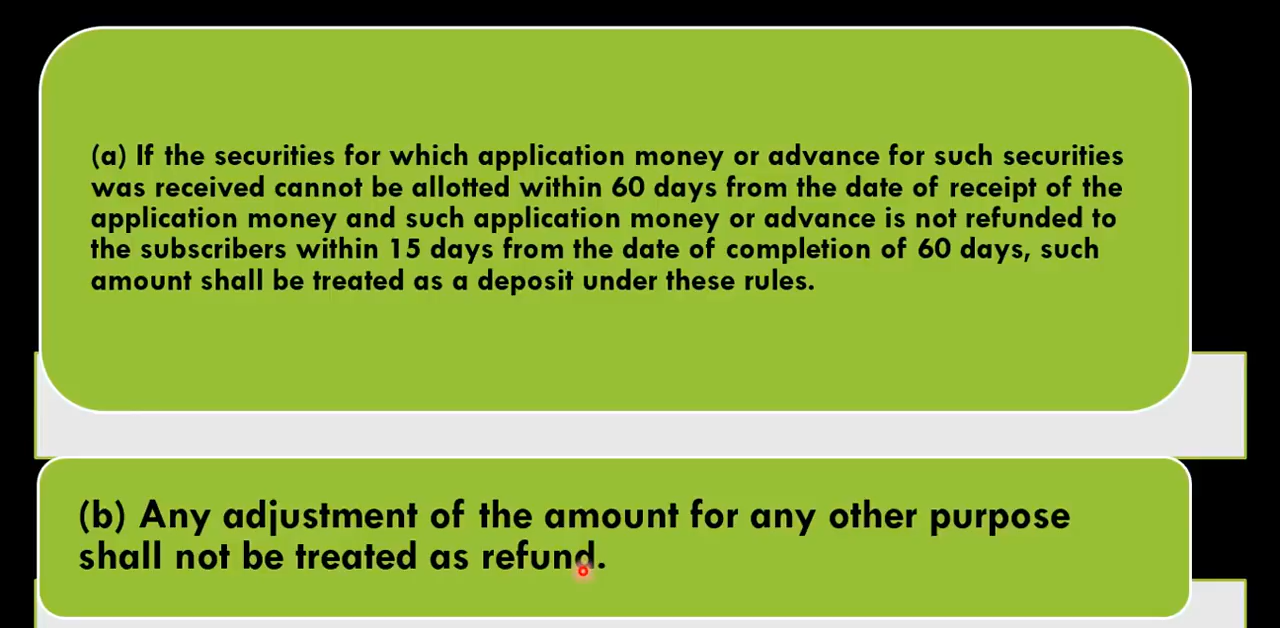 (a) If the securities for which application money or advance for such securities
was received cannot be allotted within 60 days from the date of receipt of the
application money and such application money or advance is not refunded to
the subscribers within 15 days from the date of completion of 60 days, such
amount shall be treated as a deposit under these rules.
(b) Any adjustment of the amount for any other purpose
shall not be treated as refund.